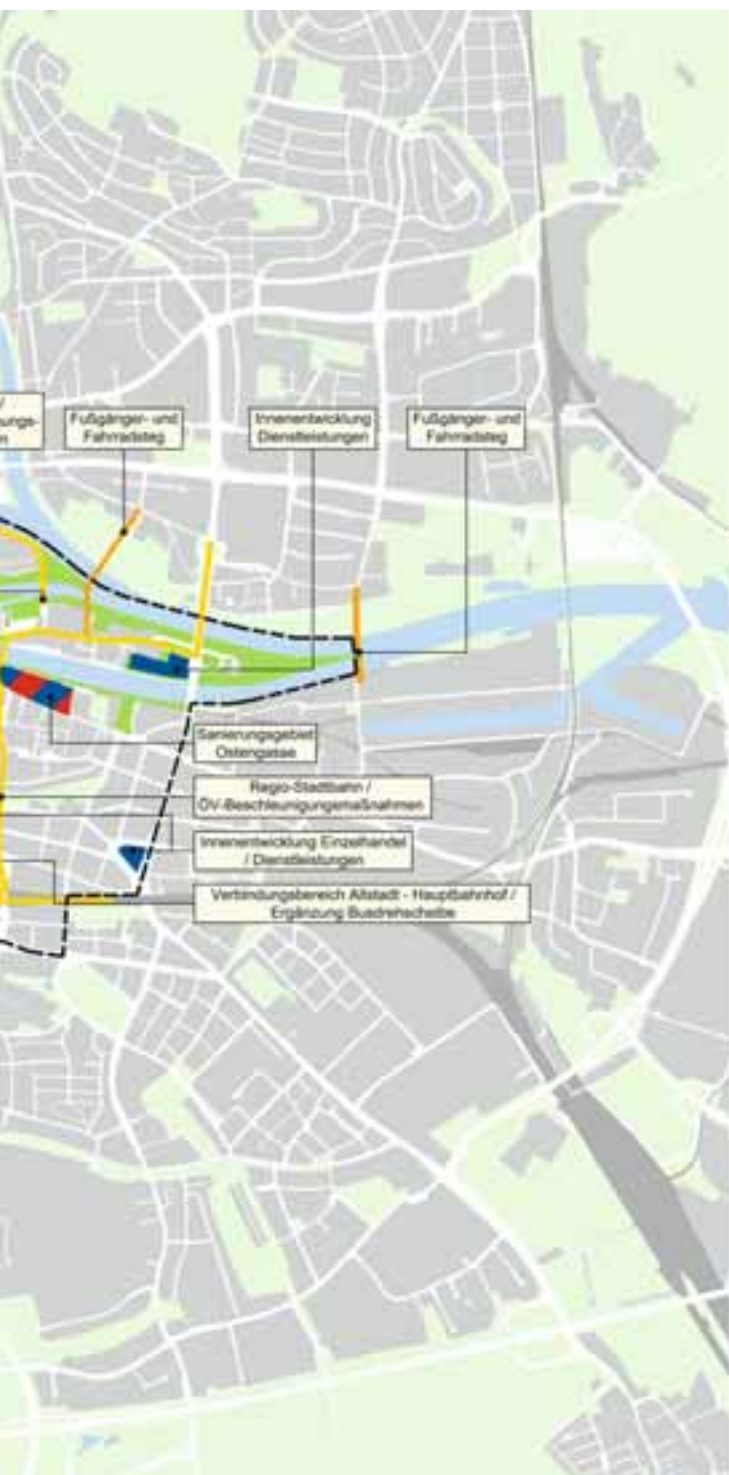 /
ungs-
n
Fußgänger- und
Fahrradsteg
Innenentwicklung
Dienstleistungen
Fußgänger- und
Fahrradsteg
Sanierungsgebiet
Ostengasse
Regio-Stadtbahn /
ÖV-Beschleunigungsmaßnahmen
Innenentwicklung Einzelhandel
/ Dienstleistungen
Verbindungsbereich Altstadt - Hauptbahnhof /
Ergänzung Busdrehscheibe